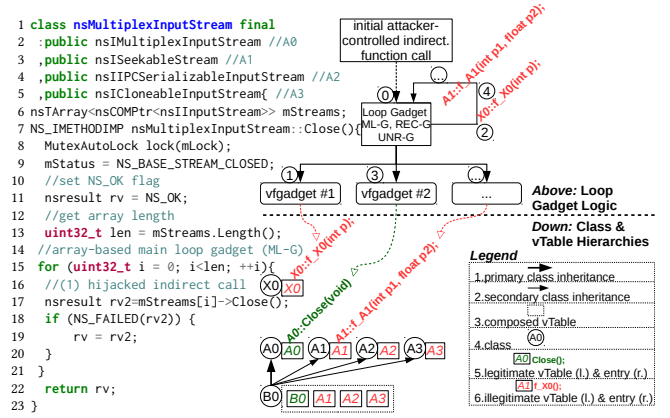 1 class nsMultiplexInputStream final
2 :public nsIMultiplexInputStream //A0
3 ,public nsISeekableStream //A1
4 ,public nsIIPCSerializableInputStream //A2
5 ,public nsICloneableInputStream{ //A3
6 nsTArray<nsCOMPtr<nsIInputStream>> mStreams;
7 NS_IMETHODIMP nsMultiplexInputStream::Close(){
8 MutexAutoLock lock(mLock);
9 mStatus = NS_BASE_STREAM_CLOSED;
10 //set NS_OK flag
11 nsresult rv = NS_OK;
12 //get array length
13 uint32_t len = mStreams.Length();
14 //array-based main loop gadget (ML-G)
15 for (uint32_t i = 0; i<len; ++i){
16 //(1) hijacked indirect call
17 nsresult rv2=mStreams[i]->Close();
18 if (NS_FAILED(rv2)) {
19 rv = rv2;
20 }
21 }
22 return rv;
23 }
initial attacker-
controlled indirect.
function call
0
...
4
2
A1::f_A1(int p1, float p2);
X0::f_X0(int p);
Loop Gadget
ML-G, REC-G
UNR-G
1
3
...
vfgadget #1
vfgadget #2
...
Above: Loop
Gadget Logic
Down: Class &
vTable Hierarchies
X0::f_X0(int p);
A0::Close(void)
A1::f_A1(int p1, float p2);
X0 X0
A0 A0 A1 A1 A2 A2 A3 A3
B0 B0 A1 A2 A3
Legend
1.primary class inheritance
2.secondary class inheritance
3.composed vTable
A0
4.class
A0 Close();
5.legitimate vTable (l.) & entry (r.)
A1 f_X0();
6.illegitimate vTable (l.) & entry (r.)